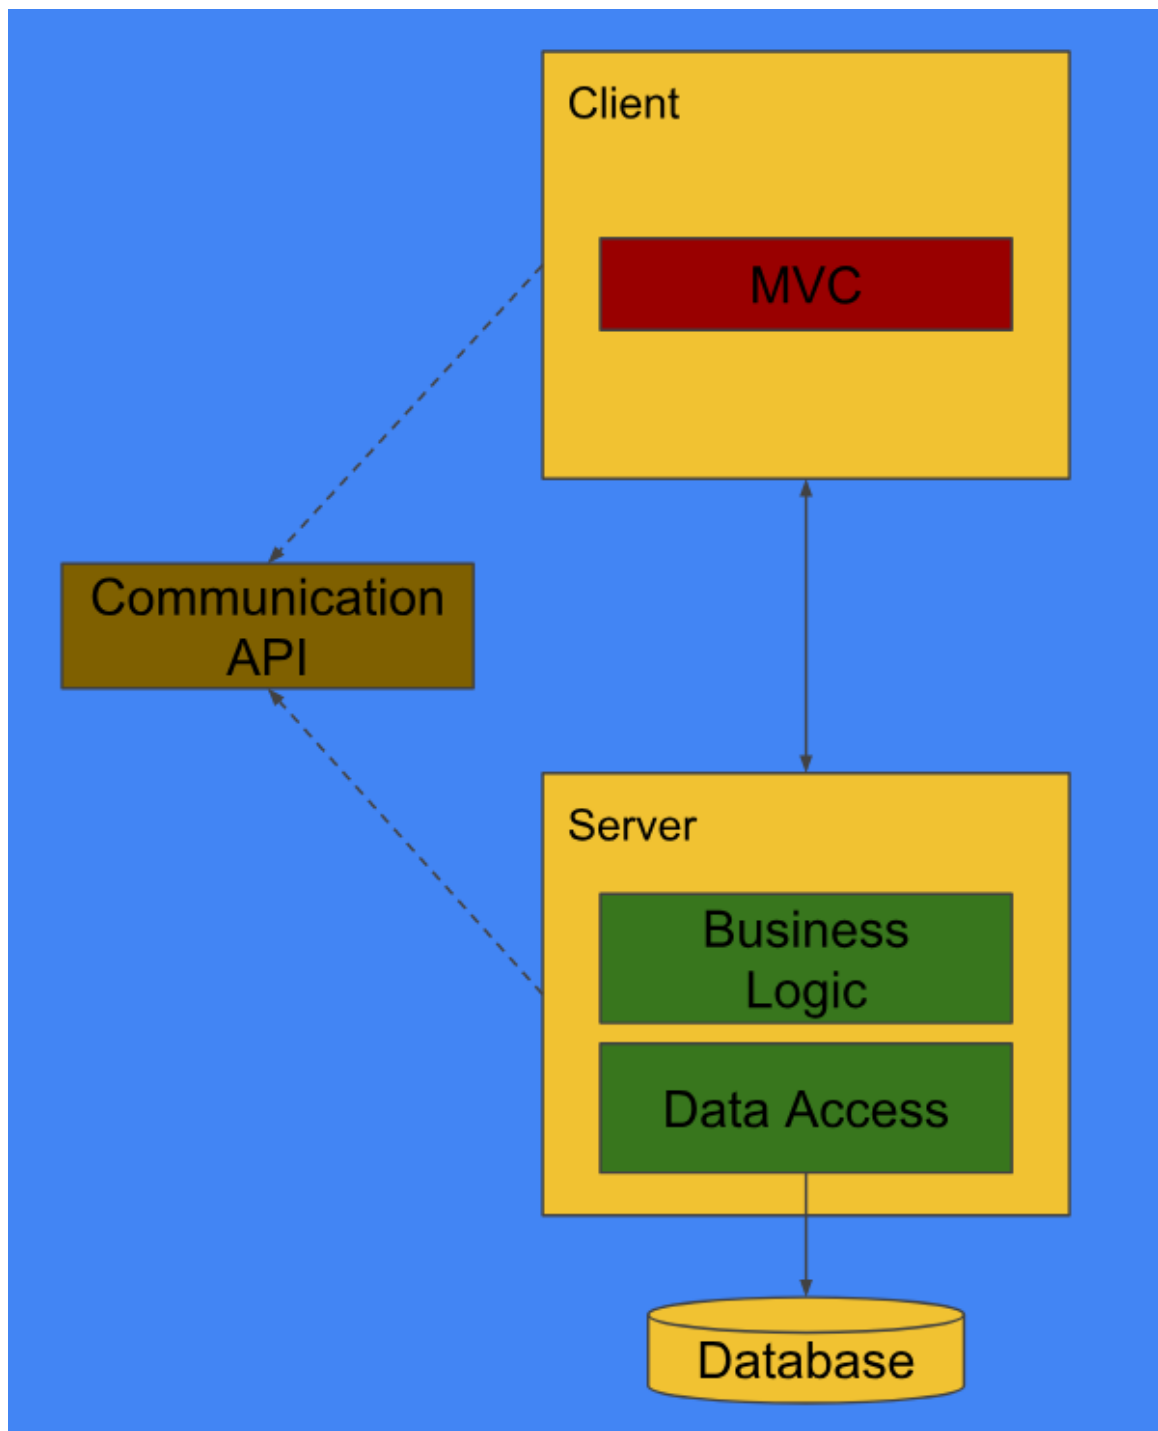 Client
MVC
Communication
API
Server
Business
Logic
Data Access
Database